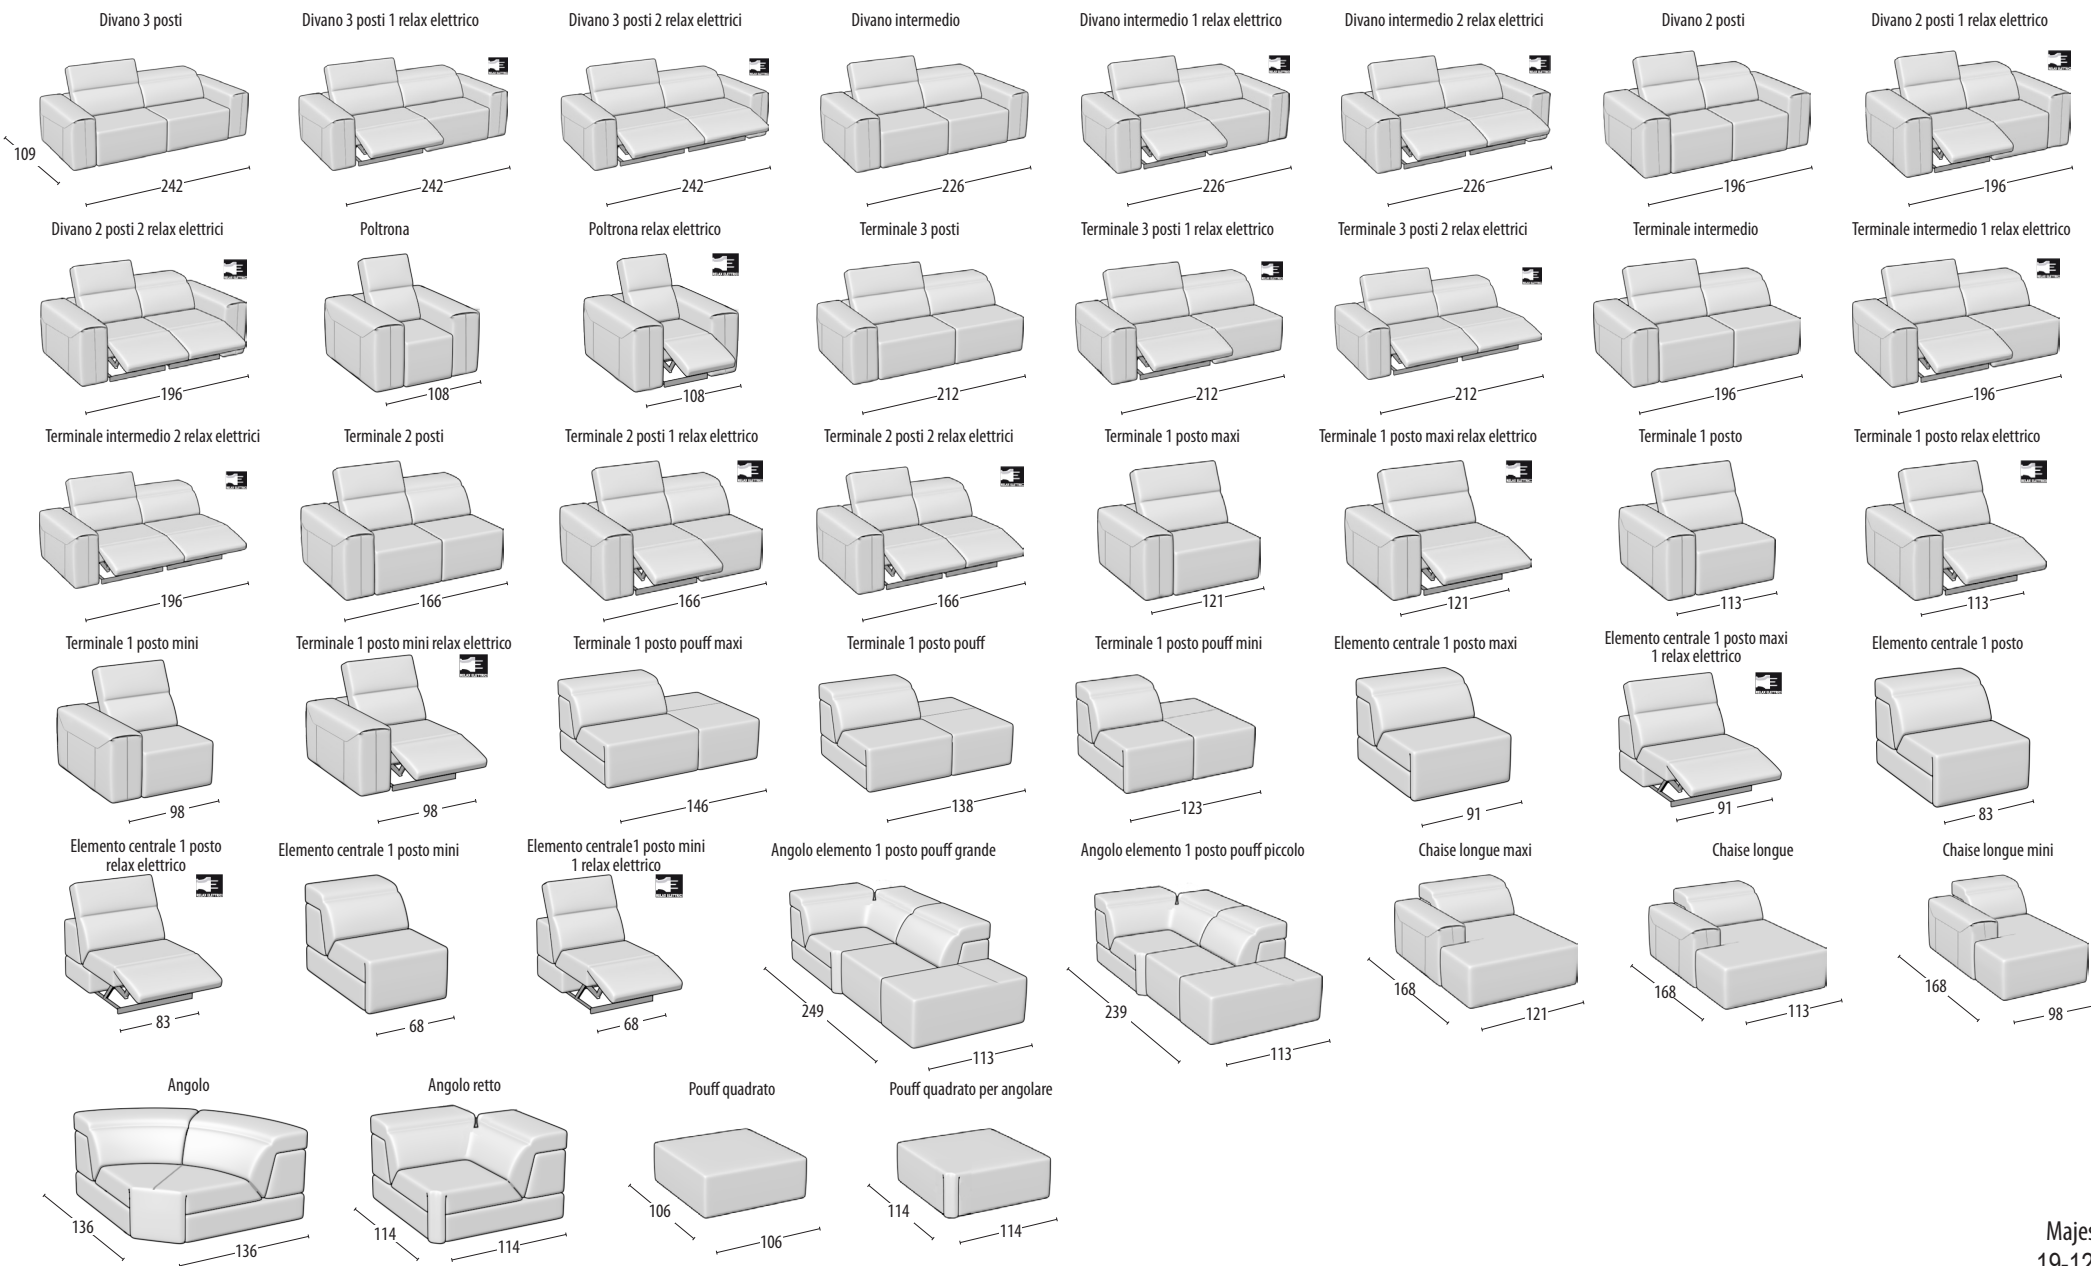 Divano 3 posti
Divano 3 posti 1 relax elettrico
Divano 3 posti 2 relax elettrici
Divano intermedio
Divano intermedio 1 relax elettrico
Divano intermedio 2 relax elettrici
Divano 2 posti
Divano 2 posti 1 relax elettrico
109
242
242
242
226
226
226
196
196
Divano 2 posti 2 relax elettrici
Poltrona
Poltrona relax elettrico
Terminale 3 posti
Terminale 3 posti 1 relax elettrico
Terminale 3 posti 2 relax elettrici
Terminale intermedio
Terminale intermedio 1 relax elettrico
196
108
108
212
212
212
196
196
Terminale intermedio 2 relax elettrici
Terminale 2 posti
Terminale 2 posti 1 relax elettrico
Terminale 2 posti 2 relax elettrici
Terminale 1 posto maxi
Terminale 1 posto maxi relax elettrico
Terminale 1 posto
Terminale 1 posto relax elettrico
196
166
166
166
121
121
113
113
Terminale 1 posto mini
Terminale 1 posto mini relax elettrico
Terminale 1 posto pouff maxi
Terminale 1 posto pouff
Terminale 1 posto pouff mini
Elemento centrale 1 posto maxi
Elemento centrale 1 posto maxi
1 relax elettrico
Elemento centrale 1 posto
98
98
146
138
123
91
91
83
Elemento centrale 1 posto
relax elettrico
Elemento centrale 1 posto mini
Elemento centrale1 posto mini
1 relax elettrico
Angolo elemento 1 posto pouff grande
Angolo elemento 1 posto pouff piccolo
Chaise longue maxi
Chaise longue
Chaise longue mini
83
68
68
249
113
239
113
168
121
168
113
168
98
Angolo
Angolo retto
Pouff quadrato
Pouff quadrato per angolare
136
136
114
114
106
106
114
114
Majes
19-12